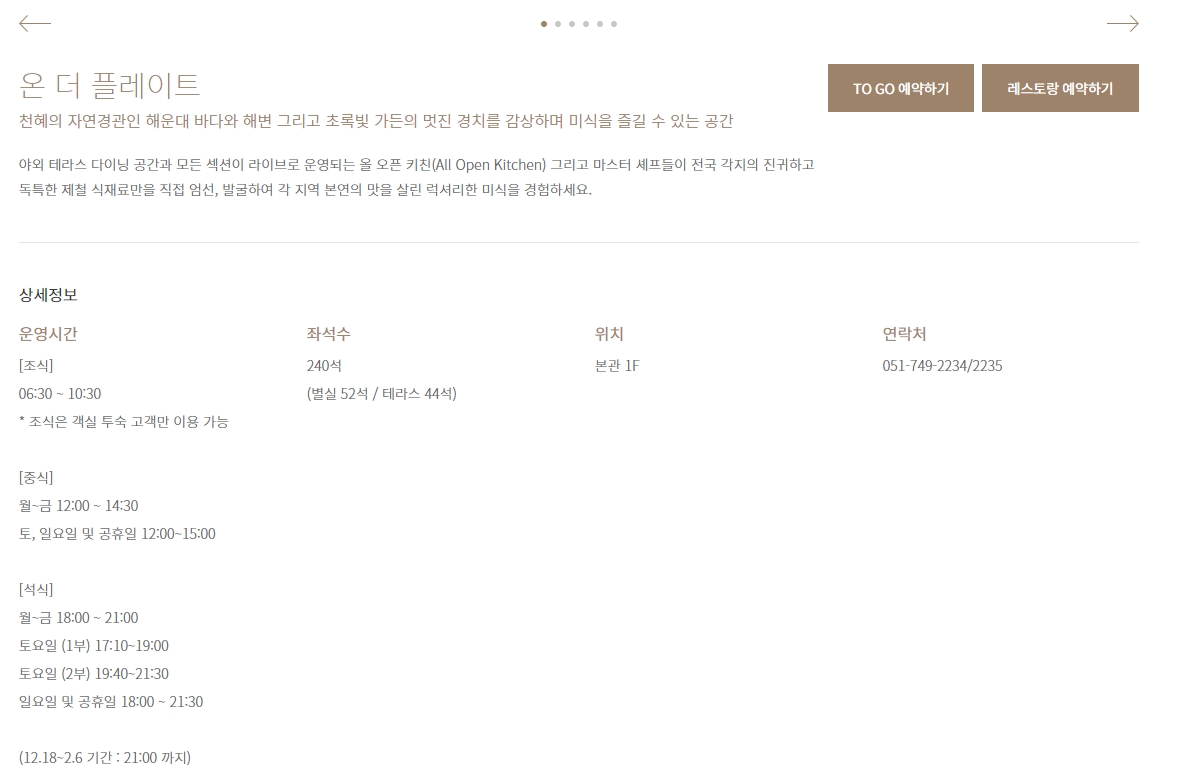 온 더 플레이트
TO GO 예약하기
레스토랑 예약하기
천혜의 자연경관인 해운대 바다와 해변 그리고 초록빛 가든의 멋진 경치를 감상하며 미식을 즐길 수 있는 공간
야외 테라스 다이닝 공간과 모든 섹션이 라이브로 운영되는 올 오픈 키친(All Open Kitchen) 그리고 마스터 셰프들이 전국 각지의 진귀하고
독특한 제철 식재료만을 직접 엄선, 발굴하여 각 지역 본연의 맛을 살린 럭셔리한 미식을 경험하세요.
상세정보
운영시간
[조식]
06:30 ~ 10:30
* 조식은 객실 투숙 고객만 이용 가능
[중식]
월~금 12:00 ~ 14:30
토, 일요일 및 공휴일 12:00~15:00
[석식]
월~금 18:00 ~ 21:00
토요일 (1부) 17:10~19:00
토요일 (2부) 19:40~21:30
일요일 및 공휴일 18:00 ~ 21:30
(12.18~2.6 기간 : 21:00 까지)
좌석수
240석
(별실 52석 / 테라스 44석)
위치
본관 1F
연락처
051-749-2234/2235